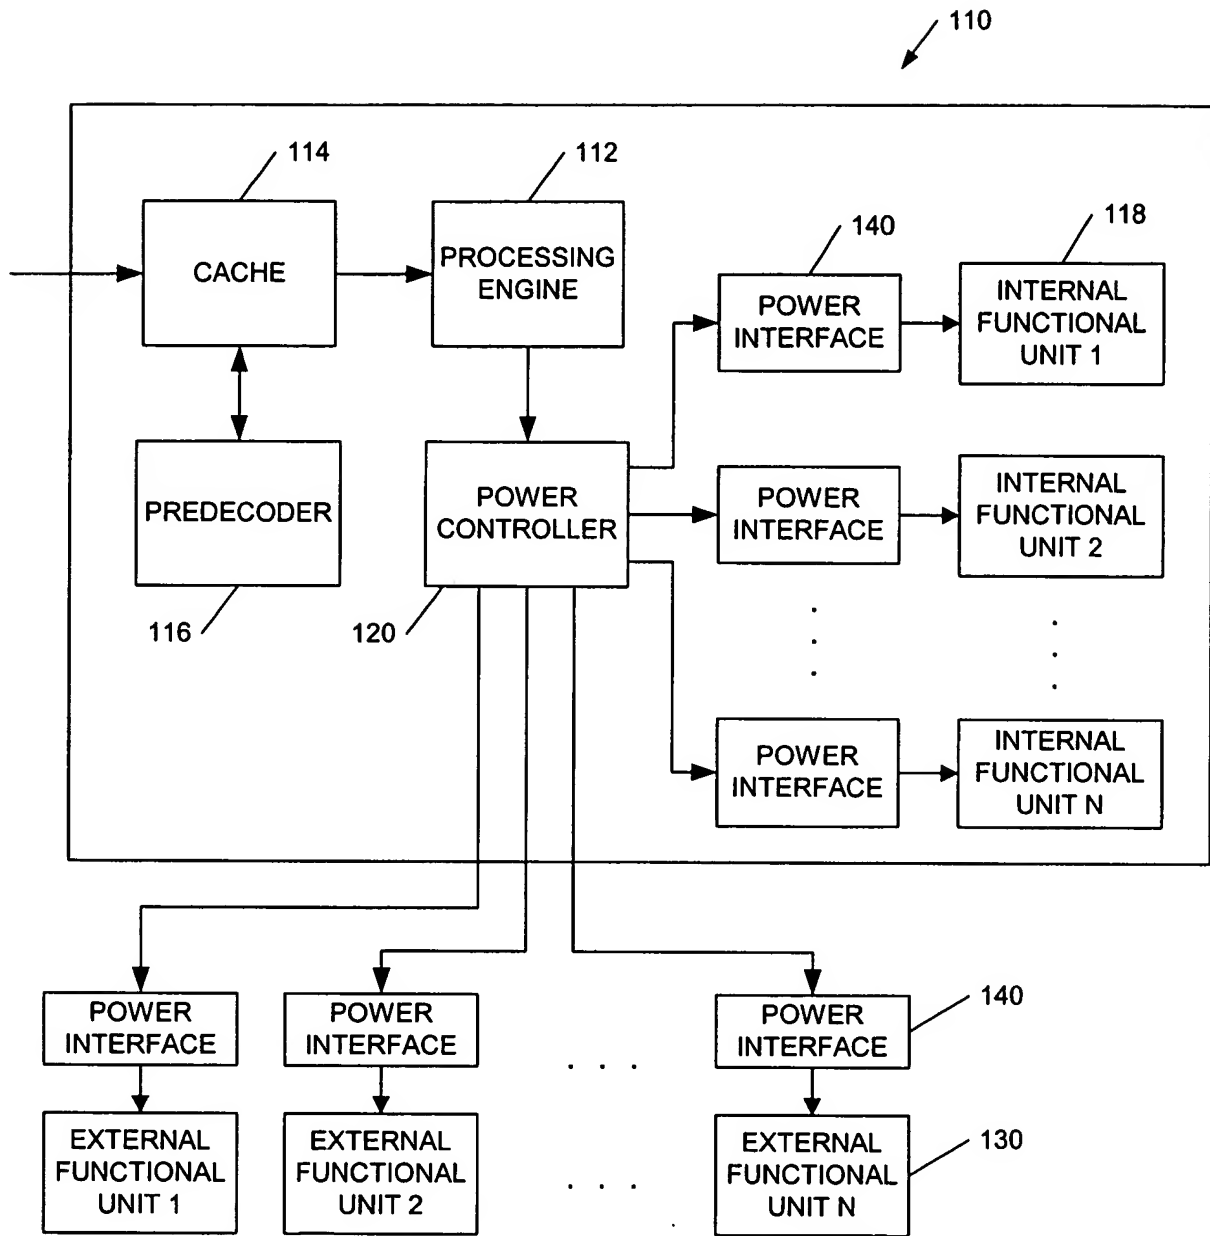 110
114
112
140
118
CACHE
PROCESSING
ENGINE
POWER
INTERFACE
INTERNAL
FUNCTIONAL
UNIT 1
PREDECODER
POWER
CONTROLLER
POWER
INTERFACE
INTERNAL
FUNCTIONAL
UNIT 2
116
120
.
.
.
.
.
.
POWER
INTERFACE
INTERNAL
FUNCTIONAL
UNIT N
POWER
INTERFACE
POWER
INTERFACE
. . .
POWER
INTERFACE
140
EXTERNAL
FUNCTIONAL
UNIT 1
EXTERNAL
FUNCTIONAL
UNIT 2
. . .
EXTERNAL
FUNCTIONAL
UNIT N
130